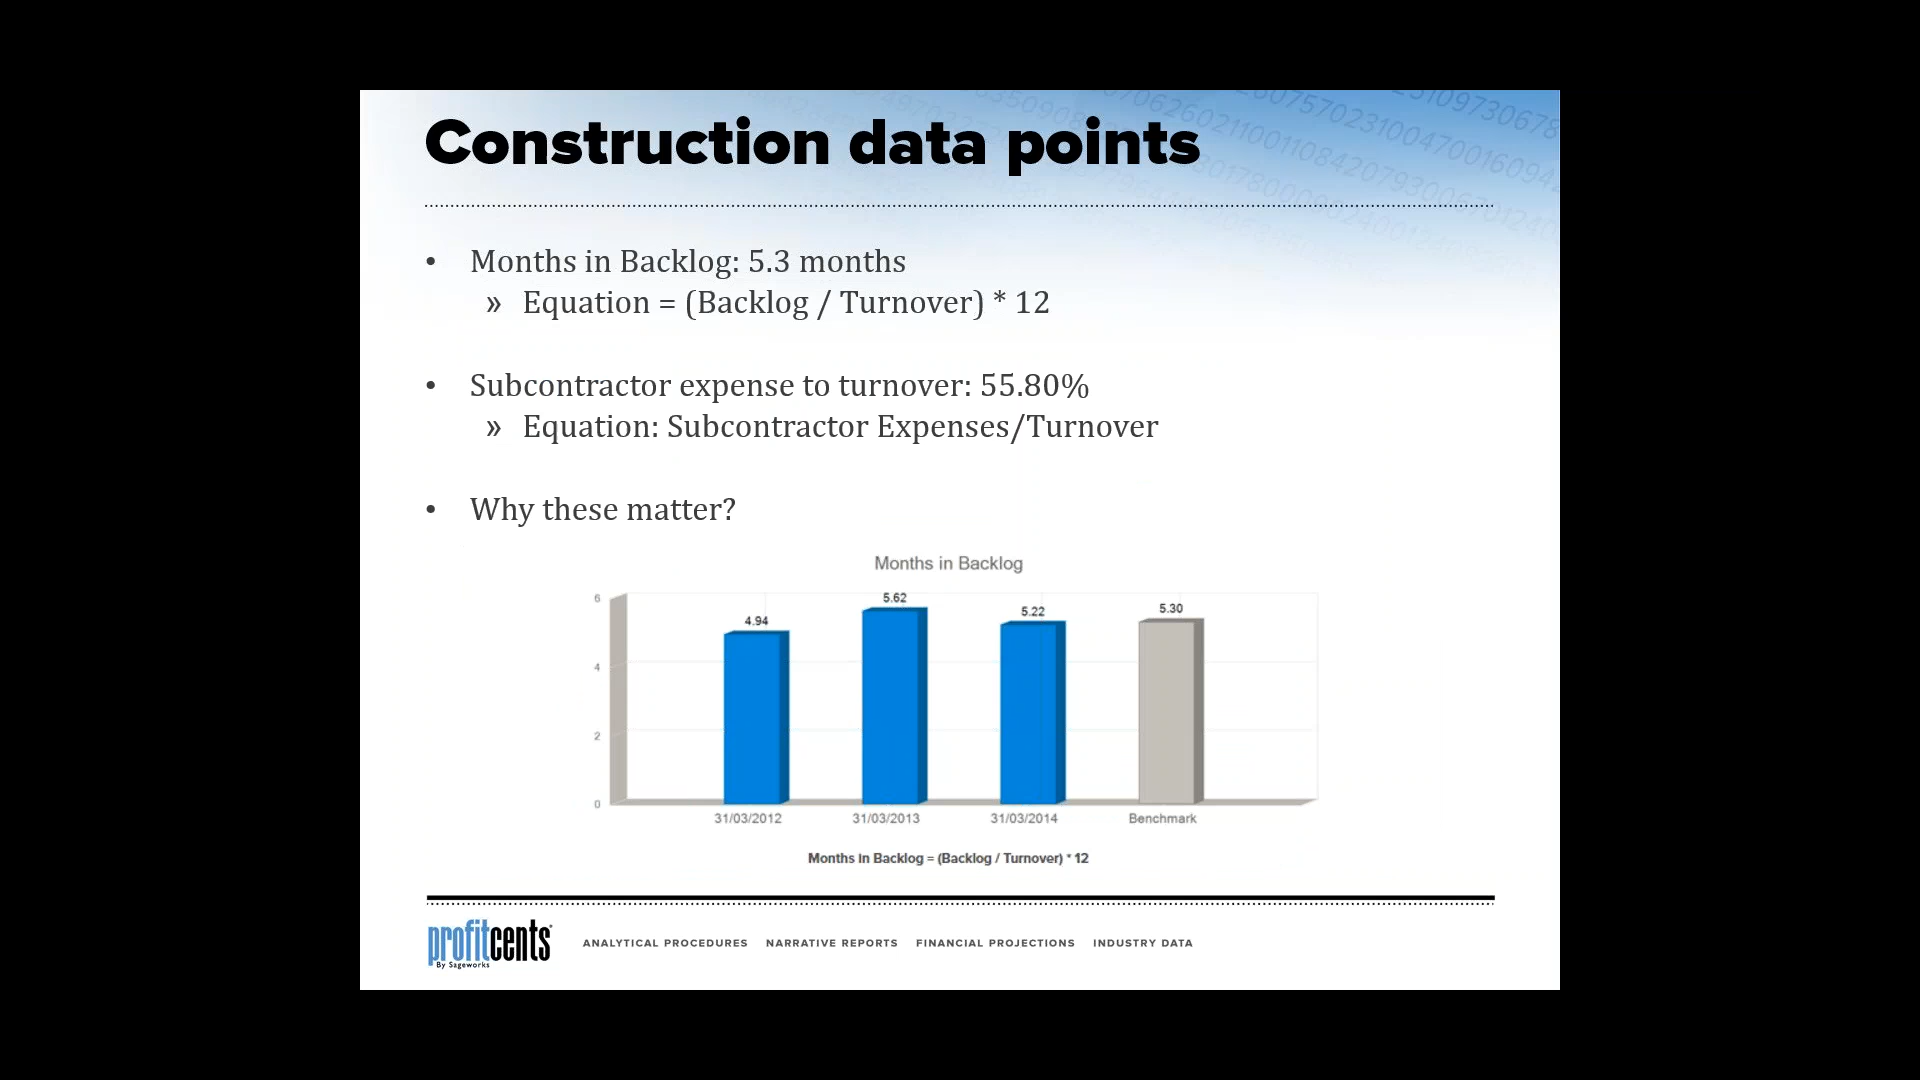 Construction data points
• Months in Backlog: 5.3 months
» Equation = (Backlog / Turnover) * 12
• Subcontractor expense to turnover: 55.80%
» Equation: Subcontractor Expenses/Turnover
• Why these matter?
Months in Backlog
6
4
2
0
4.94
5.62
5.22
5.30
31/03/2012
31/03/2013
31/03/2014
Benchmark
Months in Backlog = (Backlog / Turnover) * 12
profitcents
By Sageworks
ANALYTICAL PROCEDURES NARRATIVE REPORTS FINANCIAL PROJECTIONS INDUSTRY DATA